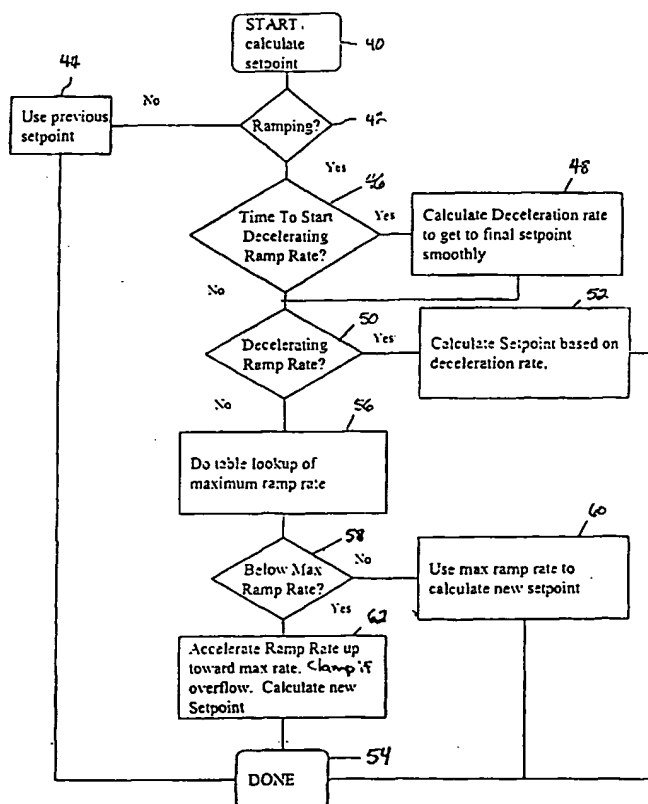 START.
calculate
setpoint
40
44
No
Use previous
setpoint
Ramping?
42
Yes
46
48
Time To Start
Decelerating
Ramp Rate?
Yes
Calculate Deceleration rate
to get to final setpoint
smoothly
No
50
52
Decelerating
Ramp Rate?
Yes
Calculate Setpoint based on
deceleration rate.
No
56
Do table lookup of
maximum ramp rate
58
60
Below Max
Ramp Rate?
No
Use max ramp rate to
calculate new setpoint
Yes
62
Accelerate Ramp Rate up
toward max rate. Clamp if
overflow. Calculate new
Setpoint
54
DONE